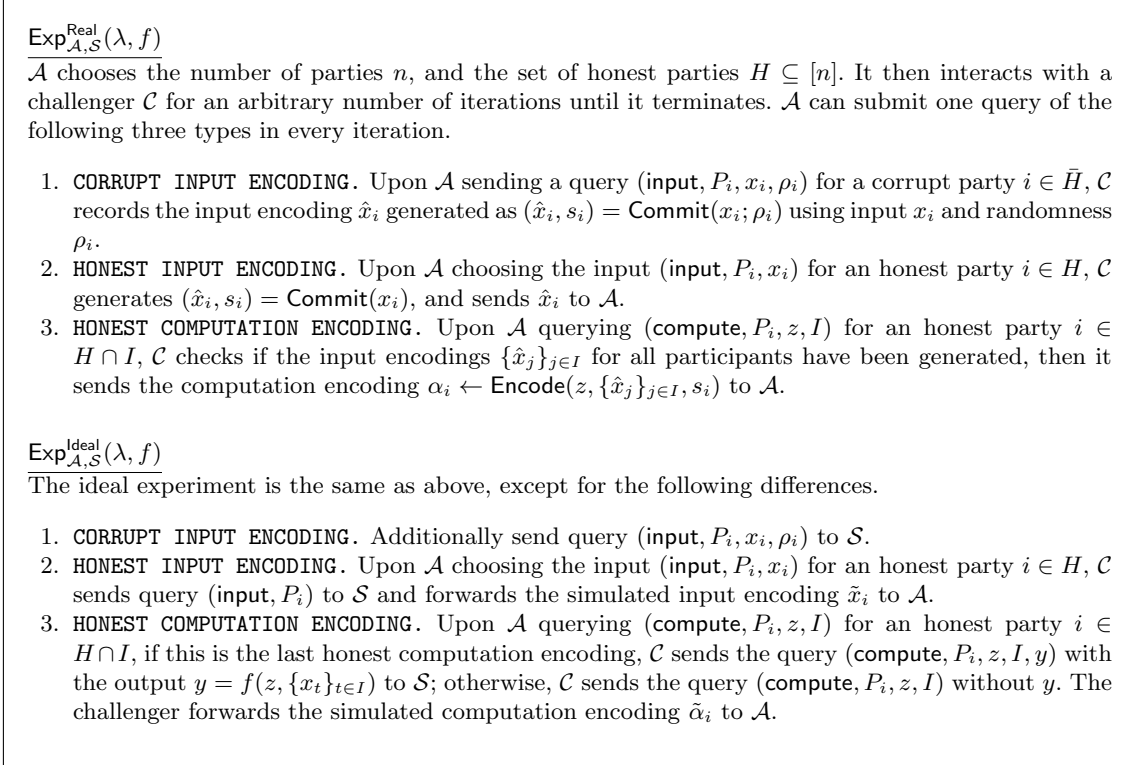 Exp^Real_{A,S}(λ, f)
A chooses the number of parties n, and the set of honest parties H ⊆ [n]. It then interacts with a
challenger C for an arbitrary number of iterations until it terminates. A can submit one query of the
following three types in every iteration.
1. CORRUPT INPUT ENCODING. Upon A sending a query (input, P_i, x_i, ρ_i) for a corrupt party i ∈ H̄, C
records the input encoding x̂_i generated as (x̂_i, s_i) = Commit(x_i; ρ_i) using input x_i and randomness
ρ_i.
2. HONEST INPUT ENCODING. Upon A choosing the input (input, P_i, x_i) for an honest party i ∈ H, C
generates (x̂_i, s_i) = Commit(x_i), and sends x̂_i to A.
3. HONEST COMPUTATION ENCODING. Upon A querying (compute, P_i, z, I) for an honest party i ∈
H ∩ I, C checks if the input encodings {x̂_j}_{j∈I} for all participants have been generated, then it
sends the computation encoding α_i ← Encode(z, {x̂_j}_{j∈I}, s_i) to A.
Exp^Ideal_{A,S}(λ, f)
The ideal experiment is the same as above, except for the following differences.
1. CORRUPT INPUT ENCODING. Additionally send query (input, P_i, x_i, ρ_i) to S.
2. HONEST INPUT ENCODING. Upon A choosing the input (input, P_i, x_i) for an honest party i ∈ H, C
sends query (input, P_i) to S and forwards the simulated input encoding x̃_i to A.
3. HONEST COMPUTATION ENCODING. Upon A querying (compute, P_i, z, I) for an honest party i ∈
H ∩ I, if this is the last honest computation encoding, C sends the query (compute, P_i, z, I, y) with
the output y = f(z, {x_t}_{t∈I}) to S; otherwise, C sends the query (compute, P_i, z, I) without y. The
challenger forwards the simulated computation encoding α̃_i to A.